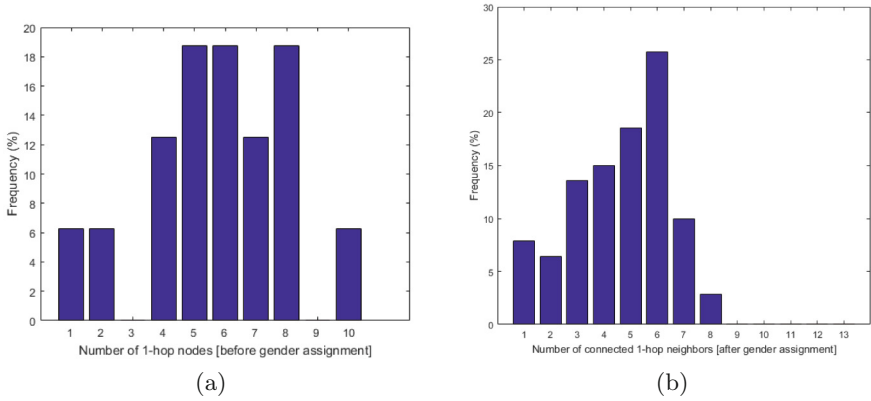 20
18
16
14
12
10
8
6
4
2
0
Frequency (%)
1 2 3 4 5 6 7 8 9 10
Number of 1-hop nodes [before gender assignment]
(a)
30
25
20
15
10
5
0
Frequency (%)
1 2 3 4 5 6 7 8 9 10 11 12 13
Number of connected 1-hop neighbors [after gender assignment]
(b)